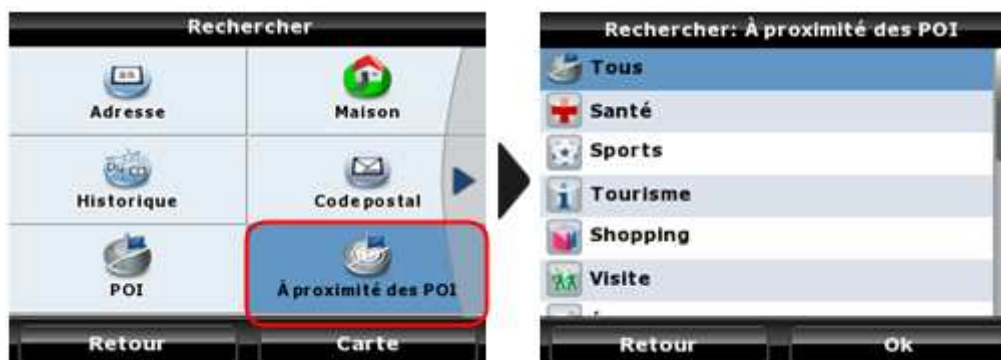 Rechercher
Adresse
Maison
Historique
Code postal
POI
À proximité des POI
Retour
Carte
Rechercher: À proximité des POI
Tous
Santé
Sports
Tourisme
Shopping
Visite
Retour
Ok